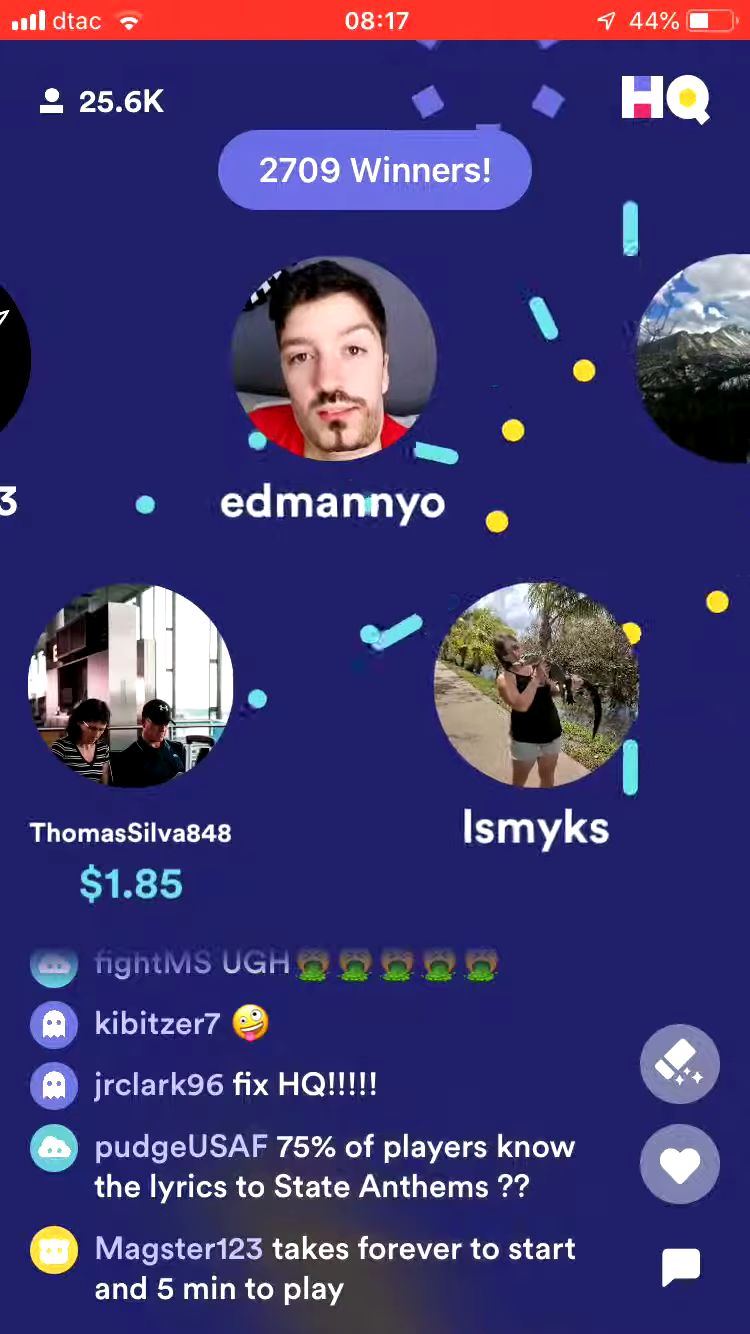 dtac 08:17 44%
25.6K HQ
2709 Winners!
3 edmannyo
ThomasSilva848 lsmyks
$1.85
fightMS UGH🤮🤮🤮🤮🤮
kibitzer7 🤪
jrclark96 fix HQ!!!!!
pudgeUSAF 75% of players know
the lyrics to State Anthems ??
Magster123 takes forever to start
and 5 min to play